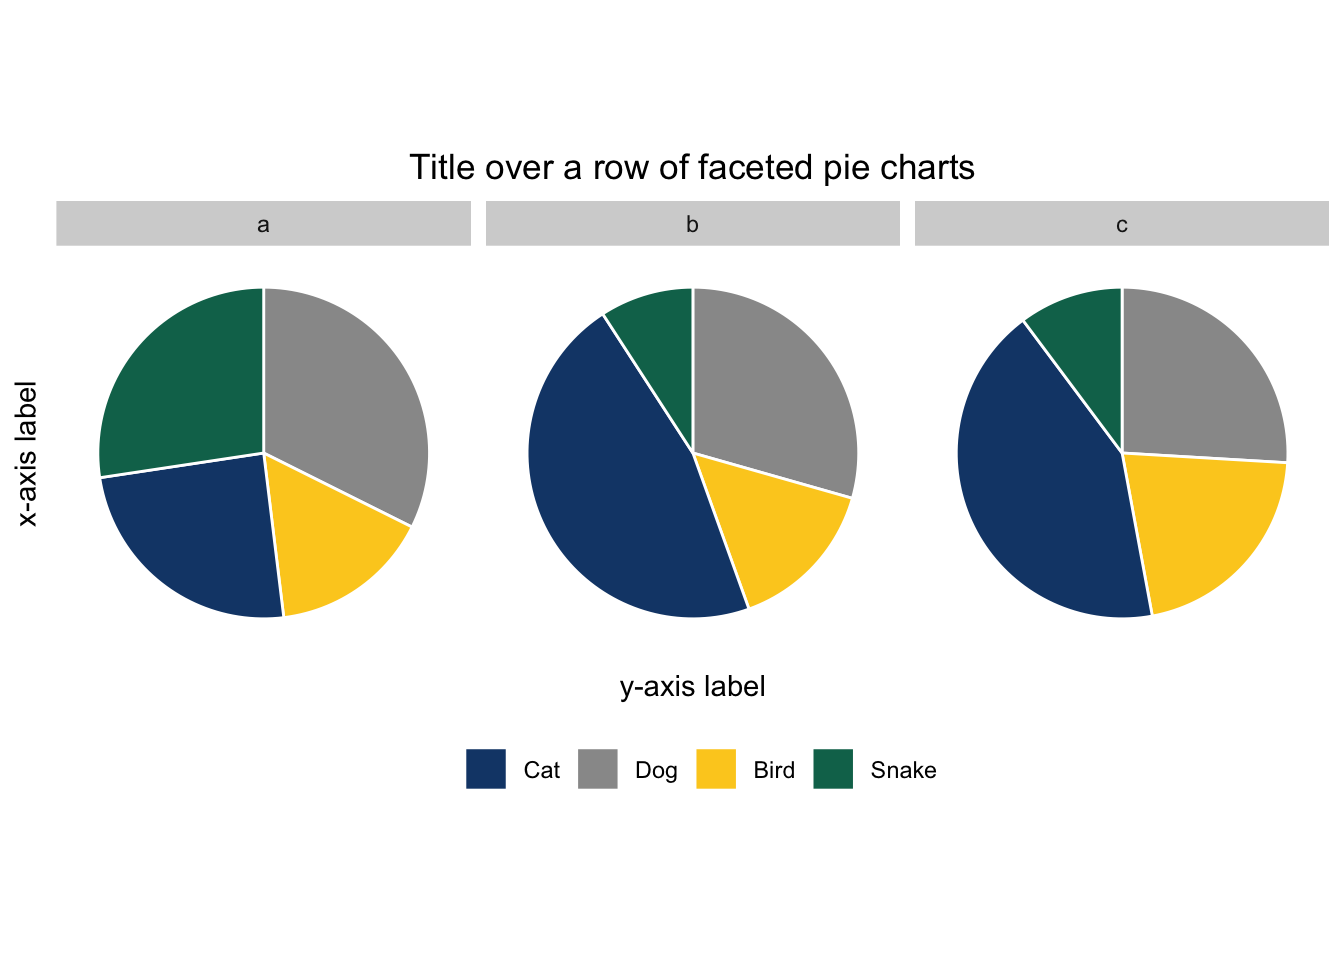 Title over a row of faceted pie charts
a b c
x-axis label
y-axis label
Cat Dog Bird Snake